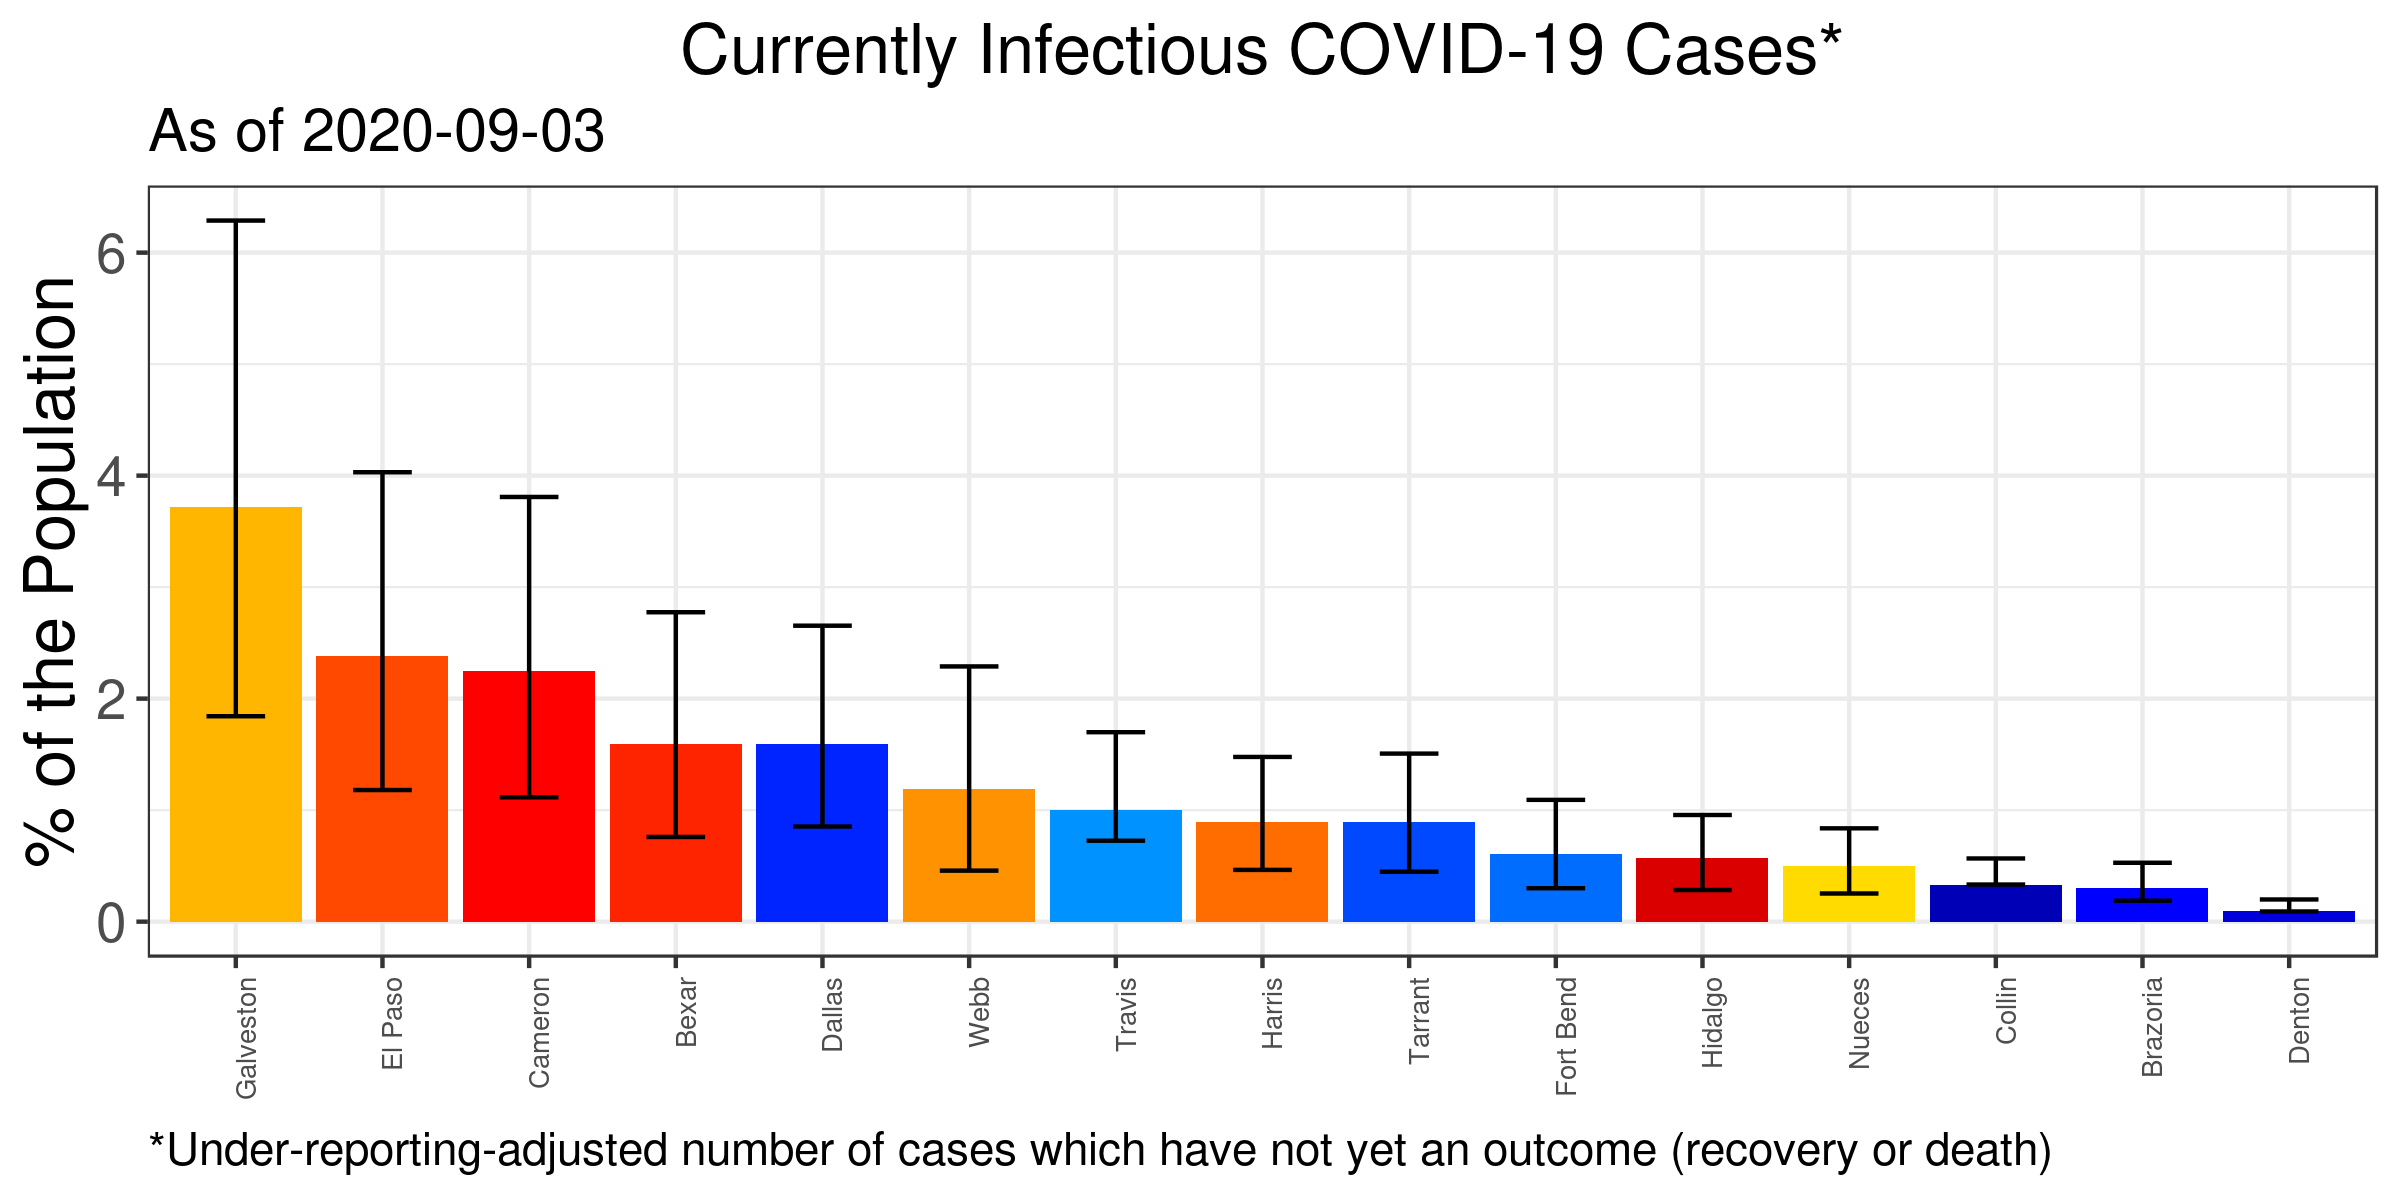 Currently Infectious COVID-19 Cases*
As of 2020-09-03
% of the Population
6
4
2
0
Galveston
El Paso
Cameron
Bexar
Dallas
Webb
Travis
Harris
Tarrant
Fort Bend
Hidalgo
Nueces
Collin
Brazoria
Denton
*Under-reporting-adjusted number of cases which have not yet an outcome (recovery or death)